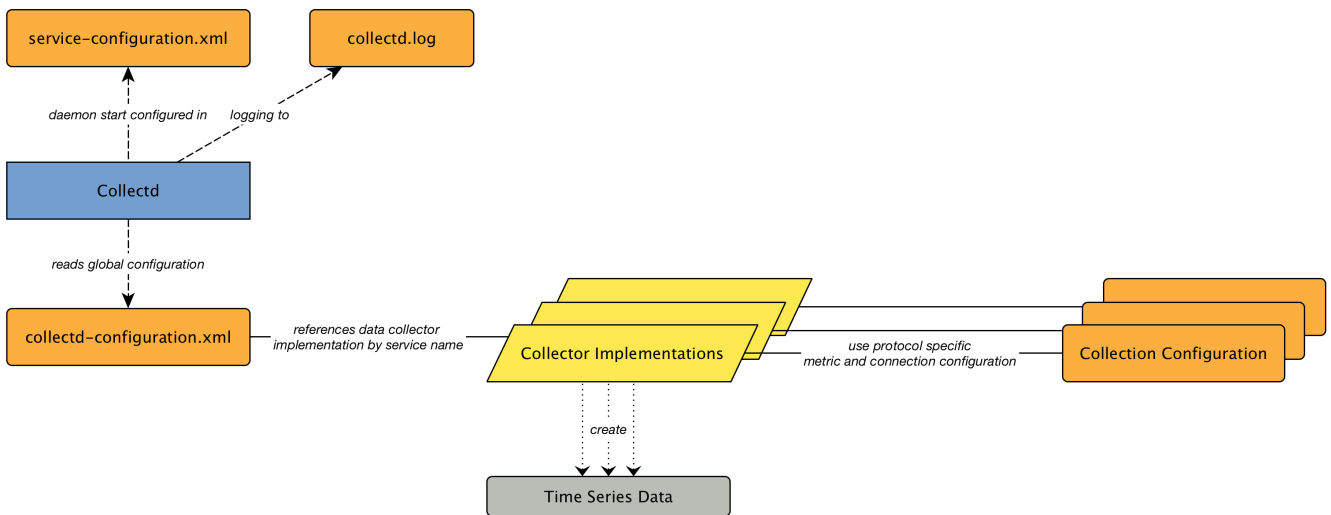 service-configuration.xml
collectd.log
daemon start configured in
logging to
Collectd
reads global configuration
collectd-configuration.xml
references data collector
implementation by service name
Collector Implementations
use protocol specific
metric and connection configuration
Collection Configuration
create
Time Series Data